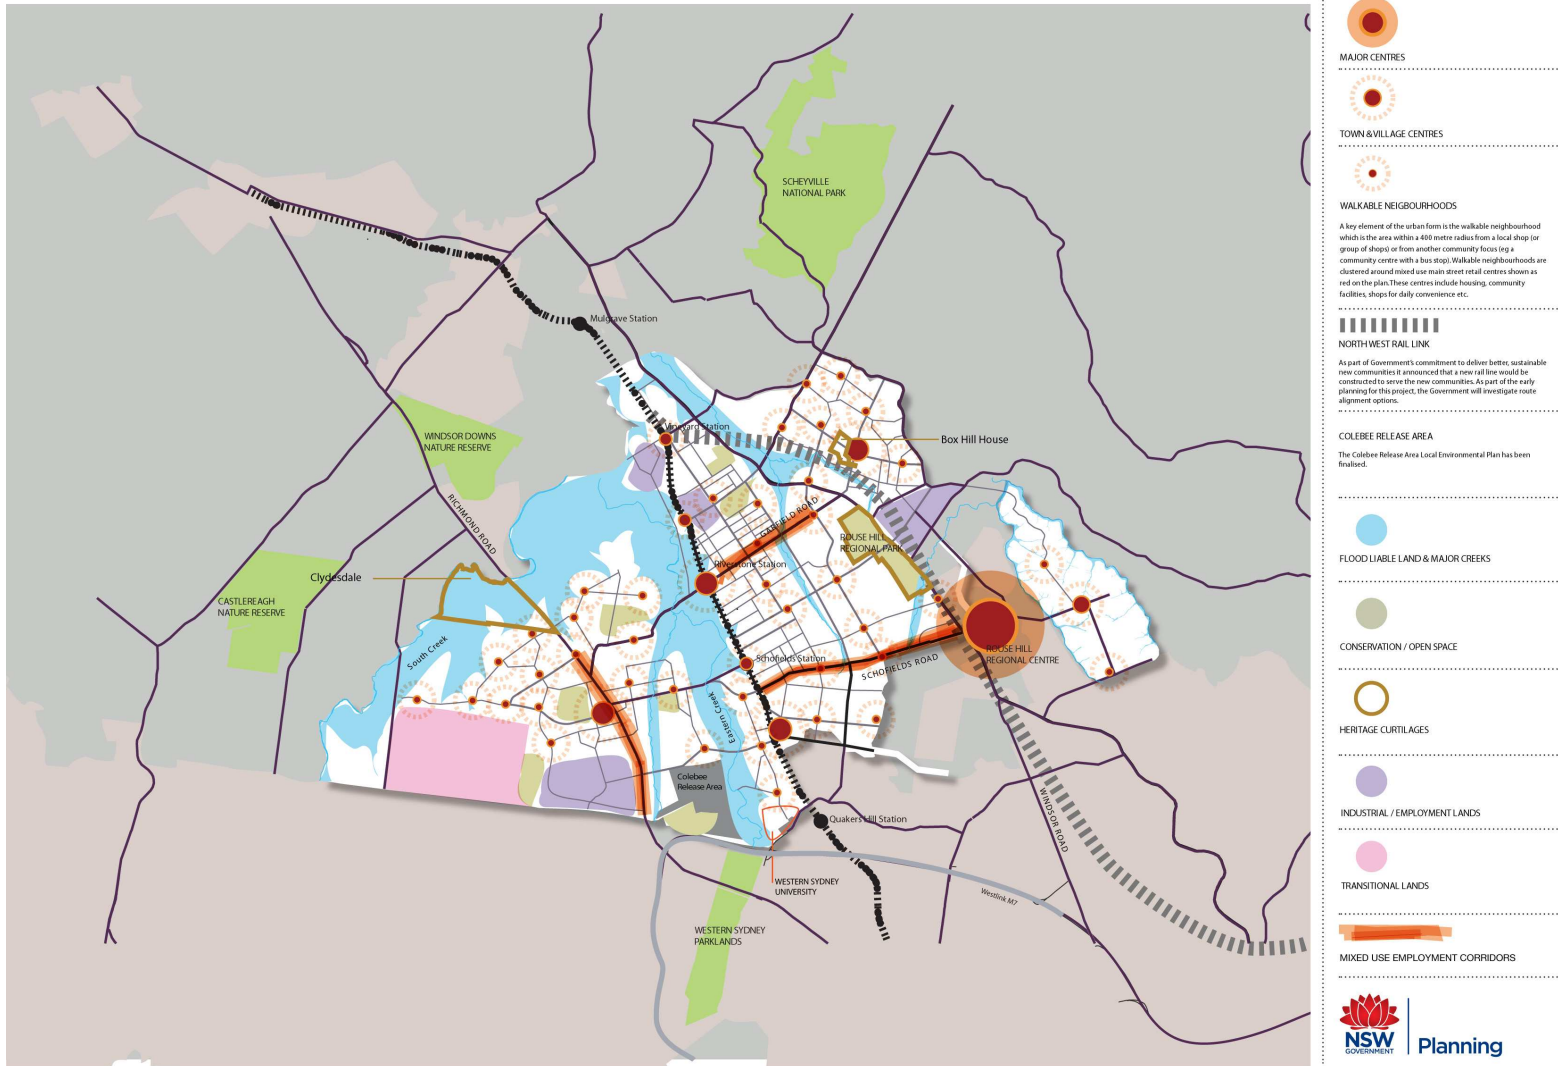 SCHEYVILLE
NATIONAL PARK
Mulgrave Station
Vineyard Station
Box Hill House
WINDSOR DOWNS
NATURE RESERVE
RICHMOND ROAD
GARFIELD ROAD
ROUSE HILL
REGIONAL PARK
Riverstone Station
Clydesdale
CASTLEREAGH
NATURE RESERVE
South Creek
Schofields Station
SCHOFIELDS ROAD
ROUSE HILL
REGIONAL CENTRE
Eastern Creek
Colebee
Release Area
Quakers Hill Station
WINDSOR ROAD
WESTERN SYDNEY
UNIVERSITY
Westlink M7
WESTERN SYDNEY
PARKLANDS
MAJOR CENTRES
TOWN & VILLAGE CENTRES
WALKABLE NEIGBOURHOODS
A key element of the urban form is the walkable neighbourhood
which is the area within a 400 metre radius from a local shop (or
group of shops) or from another community focus (eg a
community centre with a bus stop). Walkable neighbourhoods are
clustered around mixed use main street retail centres shown as
red on the plan. These centres include housing, community
facilities, shops for daily convenience etc.
NORTH WEST RAIL LINK
As part of Government's commitment to deliver better, sustainable
new communities it announced that a new rail line would be
constructed to serve the new communities. As part of the early
planning for this project, the Government will investigate route
alignment options.
COLEBEE RELEASE AREA
The Colebee Release Area Local Environmental Plan has been
finalised.
FLOOD LIABLE LAND & MAJOR CREEKS
CONSERVATION / OPEN SPACE
HERITAGE CURTILAGES
INDUSTRIAL / EMPLOYMENT LANDS
TRANSITIONAL LANDS
MIXED USE EMPLOYMENT CORRIDORS
NSW
GOVERNMENT
Planning